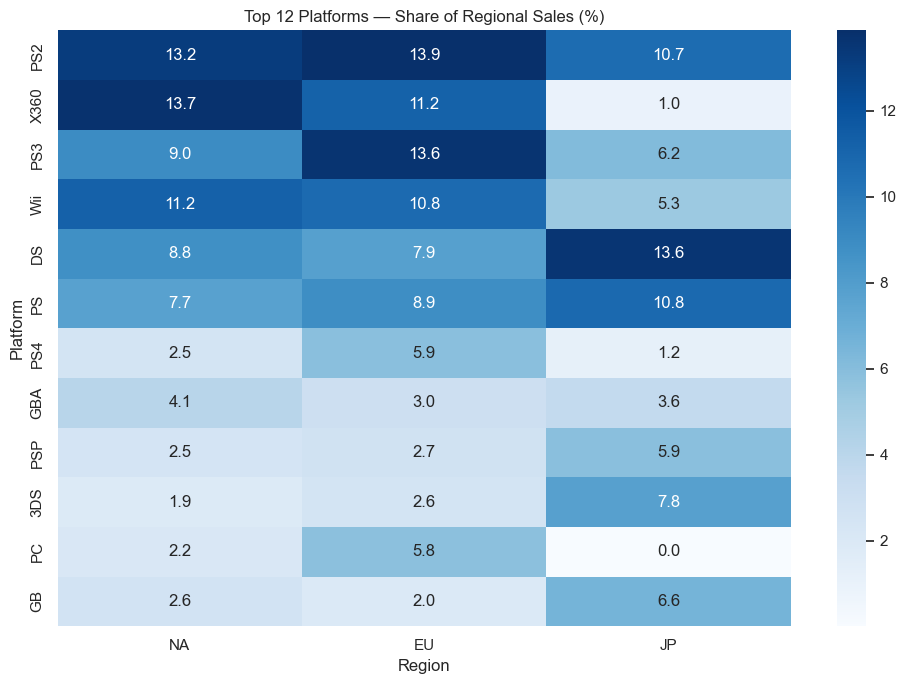 Top 12 Platforms — Share of Regional Sales (%)
Platform
PS2 13.2 13.9 10.7
X360 13.7 11.2 1.0
PS3 9.0 13.6 6.2
Wii 11.2 10.8 5.3
DS 8.8 7.9 13.6
PS 7.7 8.9 10.8
PS4 2.5 5.9 1.2
GBA 4.1 3.0 3.6
PSP 2.5 2.7 5.9
3DS 1.9 2.6 7.8
PC 2.2 5.8 0.0
GB 2.6 2.0 6.6
NA EU JP
Region
12
10
8
6
4
2